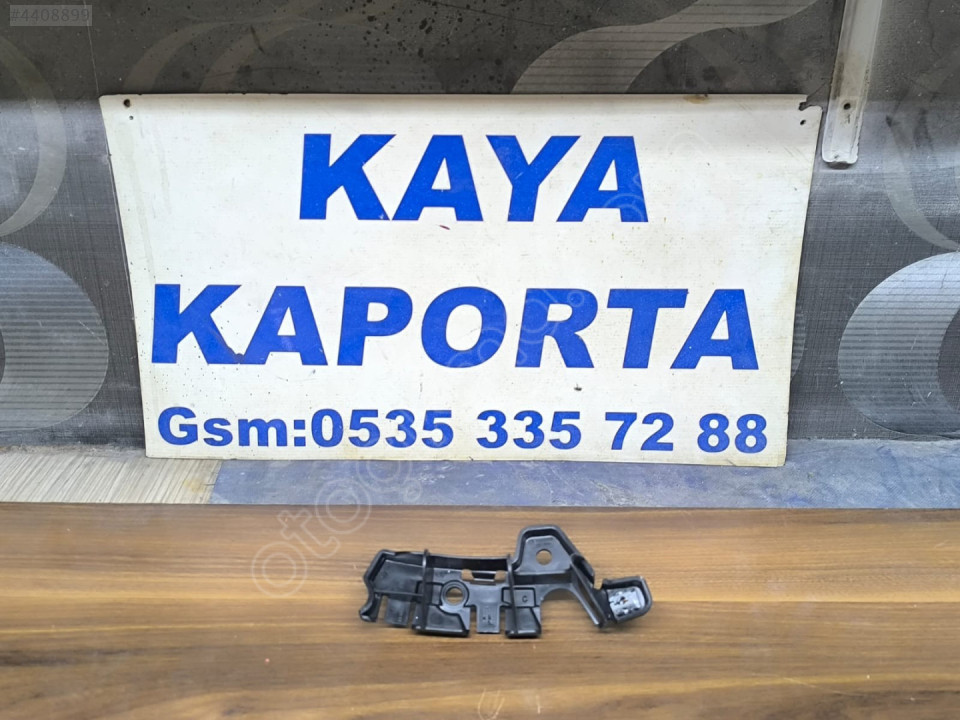 #4408899
KAYA
KAPORTA
Gsm:0535 335 72 88